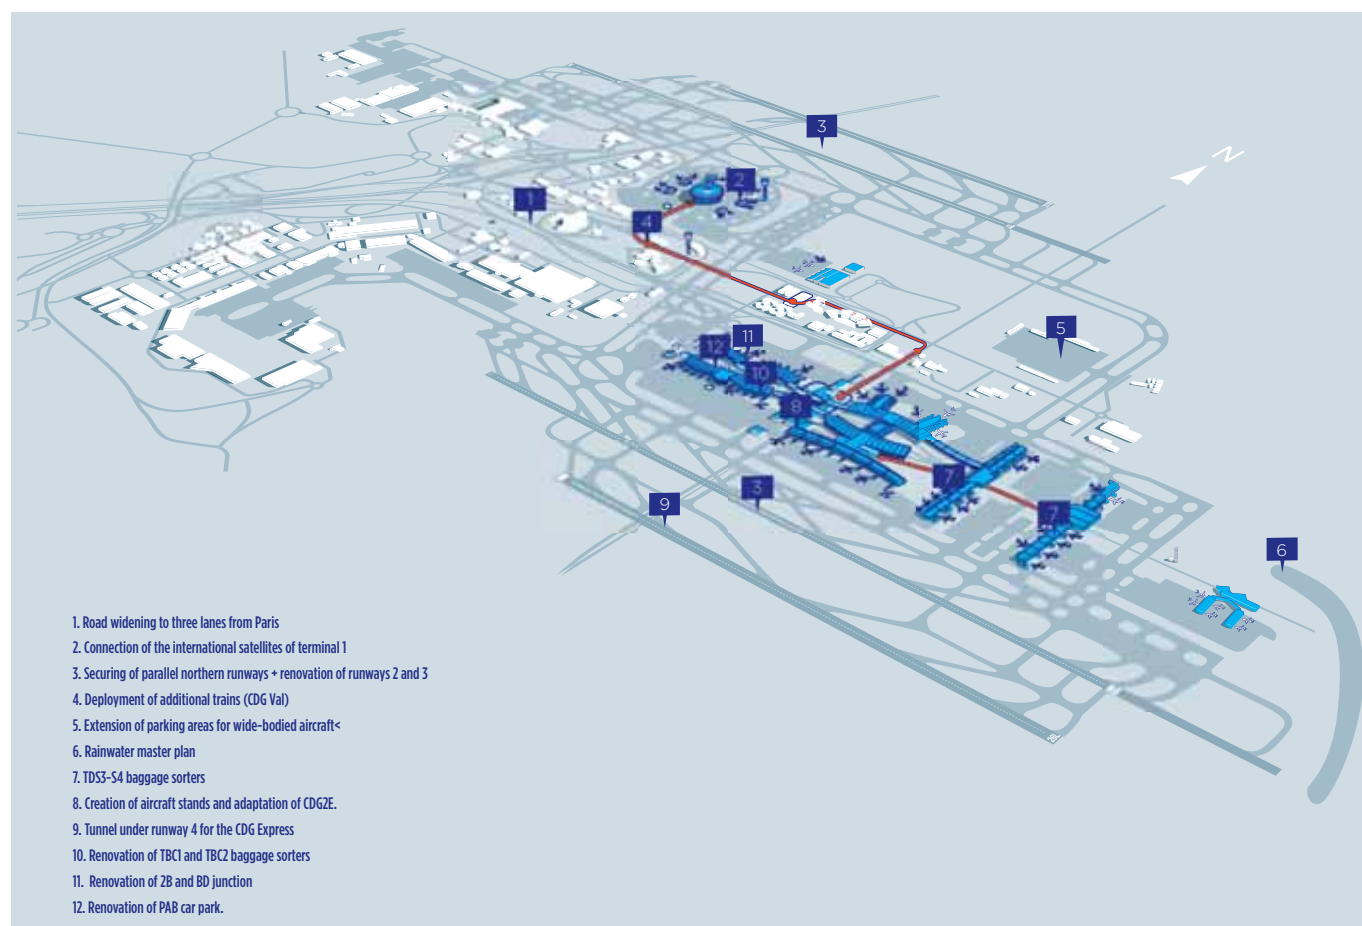 3
N
2
1
4
5
11
12
10
8
7
3
9
7
6
1. Road widening to three lanes from Paris
2. Connection of the international satellites of terminal 1
3. Securing of parallel northern runways + renovation of runways 2 and 3
4. Deployment of additional trains (CDG Val)
5. Extension of parking areas for wide-bodied aircraft<
6. Rainwater master plan
7. TDS3-S4 baggage sorters
8. Creation of aircraft stands and adaptation of CDG2E.
9. Tunnel under runway 4 for the CDG Express
10. Renovation of TBC1 and TBC2 baggage sorters
11. Renovation of 2B and BD junction
12. Renovation of PAB car park.